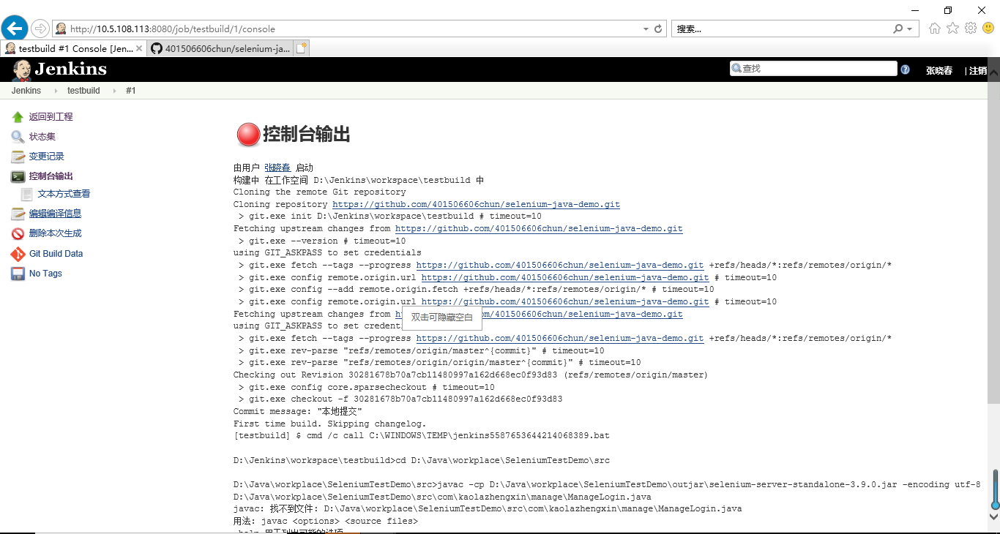 http://10.5.108.113:8080/job/testbuild/1/console
搜索...
testbuild #1 Console [Jen...
401506606chun/selenium-ja...
Jenkins
查找
张晓春
| 注销
Jenkins
testbuild
#1
返回到工程
状态集
变更记录
控制台输出
文本方式查看
编辑编译信息
删除本次生成
Git Build Data
No Tags
控制台输出
由用户 张晓春 启动
构建中 在工作空间 D:\Jenkins\workspace\testbuild 中
Cloning the remote Git repository
Cloning repository https://github.com/401506606chun/selenium-java-demo.git
> git.exe init D:\Jenkins\workspace\testbuild # timeout=10
Fetching upstream changes from https://github.com/401506606chun/selenium-java-demo.git
> git.exe --version # timeout=10
using GIT_ASKPASS to set credentials
> git.exe fetch --tags --progress https://github.com/401506606chun/selenium-java-demo.git +refs/heads/*:refs/remotes/origin/*
> git.exe config remote.origin.url https://github.com/401506606chun/selenium-java-demo.git # timeout=10
> git.exe config --add remote.origin.fetch +refs/heads/*:refs/remotes/origin/* # timeout=10
> git.exe config remote.origin.url https://github.com/401506606chun/selenium-java-demo.git # timeout=10
Fetching upstream changes from om/401506606chun/selenium-java-demo.git
双击可隐藏空白
using GIT_ASKPASS to set
> git.exe fetch --tags --progress https://github.com/401506606chun/selenium-java-demo.git +refs/heads/*:refs/remotes/origin/*
> git.exe rev-parse "refs/remotes/origin/master^{commit}" # timeout=10
> git.exe rev-parse "refs/remotes/origin/origin/master^{commit}" # timeout=10
Checking out Revision 30281678b70a7cb11480997a162d668ec0f93d83 (refs/remotes/origin/master)
> git.exe config core.sparsecheckout # timeout=10
> git.exe checkout -f 30281678b70a7cb11480997a162d668ec0f93d83
Commit message: "本地提交"
First time build. Skipping changelog.
[testbuild] $ cmd /c call C:\WINDOWS\TEMP\jenkins5587653644214068389.bat
D:\Jenkins\workspace\testbuild>cd D:\Java\workplace\SeleniumTestDemo\src
D:\Java\workplace\SeleniumTestDemo\src>javac -cp D:\Java\workplace\SeleniumTestDemo\outjar\selenium-server-standalone-3.9.0.jar -encoding utf-8
D:\Java\workplace\SeleniumTestDemo\src\com\kaolazhengxin\manage\ManageLogin.java
javac: 找不到文件: D:\Java\workplace\SeleniumTestDemo\src\com\kaolazhengxin\manage\ManageLogin.java
用法: javac <options> <source files>